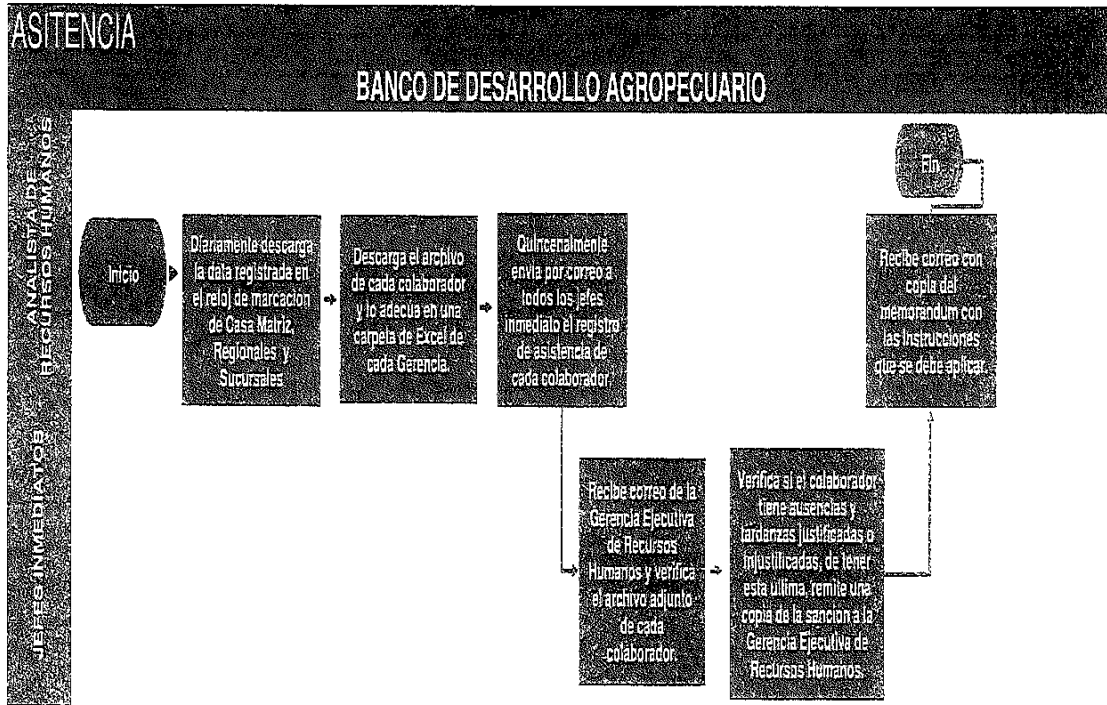 ASITENCIA
BANCO DE DESARROLLO AGROPECUARIO
ANALISTA DE
RECURSOS HUMANOS
Inicio
Diariamente descarga
la data registrada en
el reloj de marcacion
de Casa Matriz,
Regionales y
Sucursales
Descarga el archivo
de cada colaborador
y lo adecua en una
carpeta de Excel de
cada Gerencia.
Quincenalmente
envia por correo a
todos los jefes
inmediato el registro
de asistencia de
cada colaborador.
Recibe correo con
copia del
memorandum con
las instrucciones
que se debe aplicar.
Fin
JEFES INMEDIATOS
Recibe correo de la
Gerencia Ejecutiva
de Recursos
Humanos y verifica
el archivo adjunto
de cada
colaborador.
Verifica si el colaborador
tiene ausencias y
tardanzas justificadas o
injustificadas, de tener
esta ultima, remite una
copia de la sancion a la
Gerencia Ejecutiva de
Recursos Humanos.